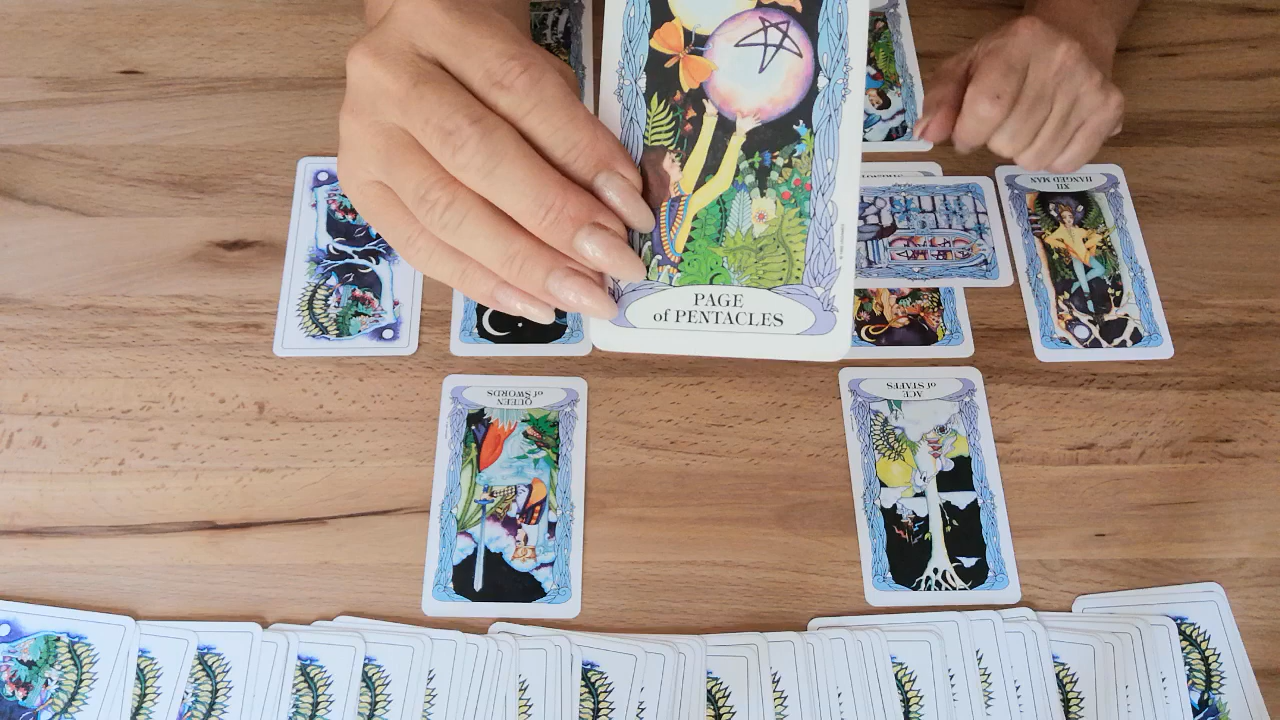 PAGE
of PENTACLES
XII
HANGED MAN
QUEEN
of SWORDS
ACE
of STAFFS